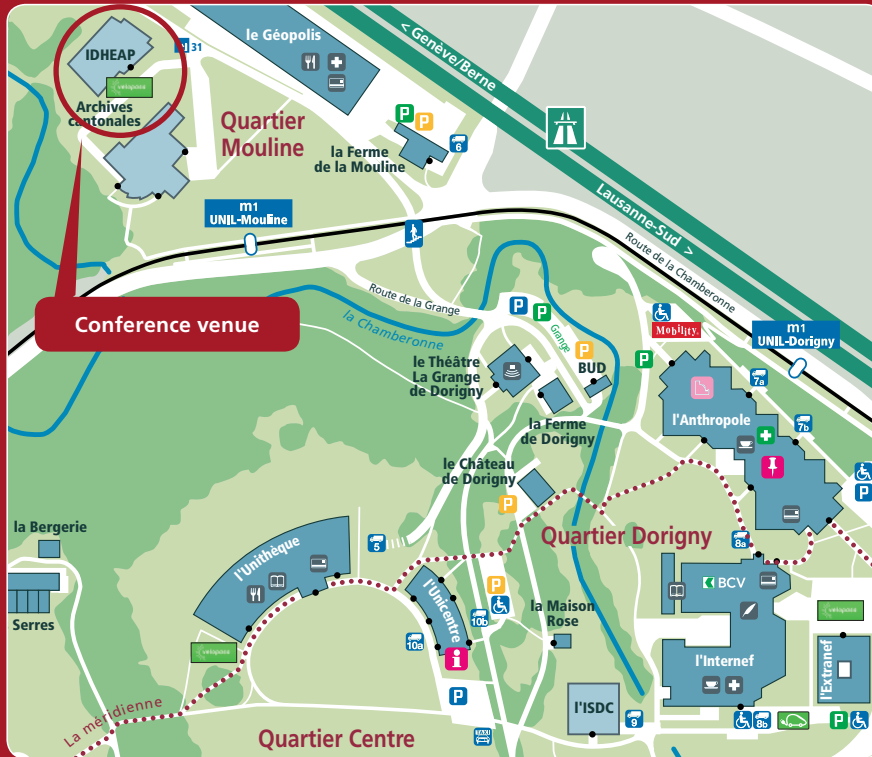 IDHEAP
31
velopass
Archives
cantonales
le Géopolis
Quartier
Mouline
P
P
la Ferme
de la Mouline
6
< Genève/Berne
Lausanne-Sud >
Route de la Chamberonne
m1
UNIL-Mouline
Conference venue
Route de la Grange
la Chamberonne
P
P
Grange
P
BUD
P
Mobility.
m1
UNIL-Dorigny
le Théâtre
La Grange
de Dorigny
la Ferme
de Dorigny
l'Anthropole
7a
7b
P
le Château
de Dorigny
P
Quartier Dorigny
8a
la Bergerie
Serres
l'Unithèque
5
velopass
l'Unicentre
P
10b
10a
i
P
TAXI
la Maison
Rose
BCV
l'Internef
velopass
l'Extranef
l'ISDC
9
8b
P
La méridienne
Quartier Centre